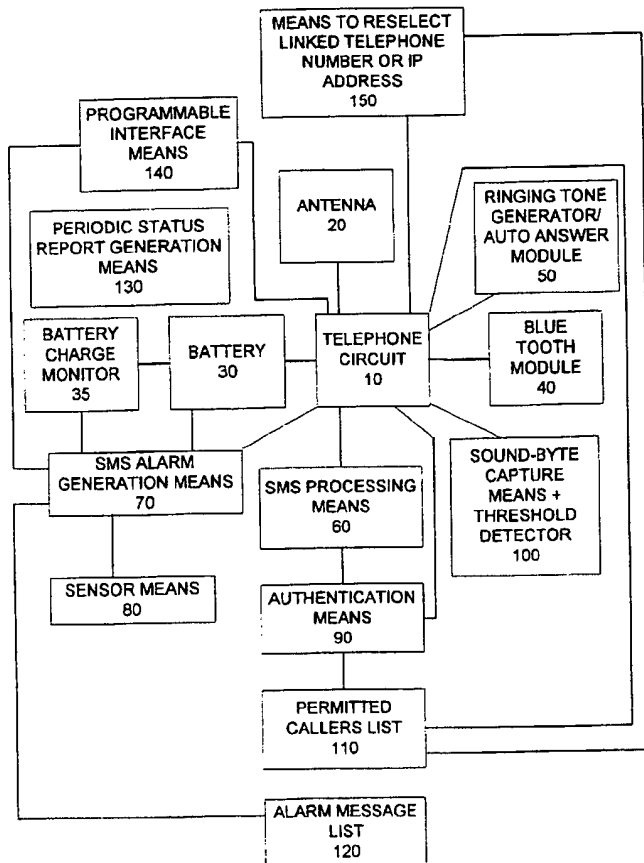 MEANS TO RESELECT
LINKED TELEPHONE
NUMBER OR IP
ADDRESS
150
PROGRAMMABLE
INTERFACE
MEANS
140
ANTENNA
20
RINGING TONE
GENERATOR/
AUTO ANSWER
MODULE
50
PERIODIC STATUS
REPORT GENERATION
MEANS
130
BATTERY
CHARGE
MONITOR
35
BATTERY
30
TELEPHONE
CIRCUIT
10
BLUE
TOOTH
MODULE
40
SMS ALARM
GENERATION MEANS
70
SMS PROCESSING
MEANS
60
SOUND-BYTE
CAPTURE
MEANS +
THRESHOLD
DETECTOR
100
SENSOR MEANS
80
AUTHENTICATION
MEANS
90
PERMITTED
CALLERS LIST
110
ALARM MESSAGE
LIST
120